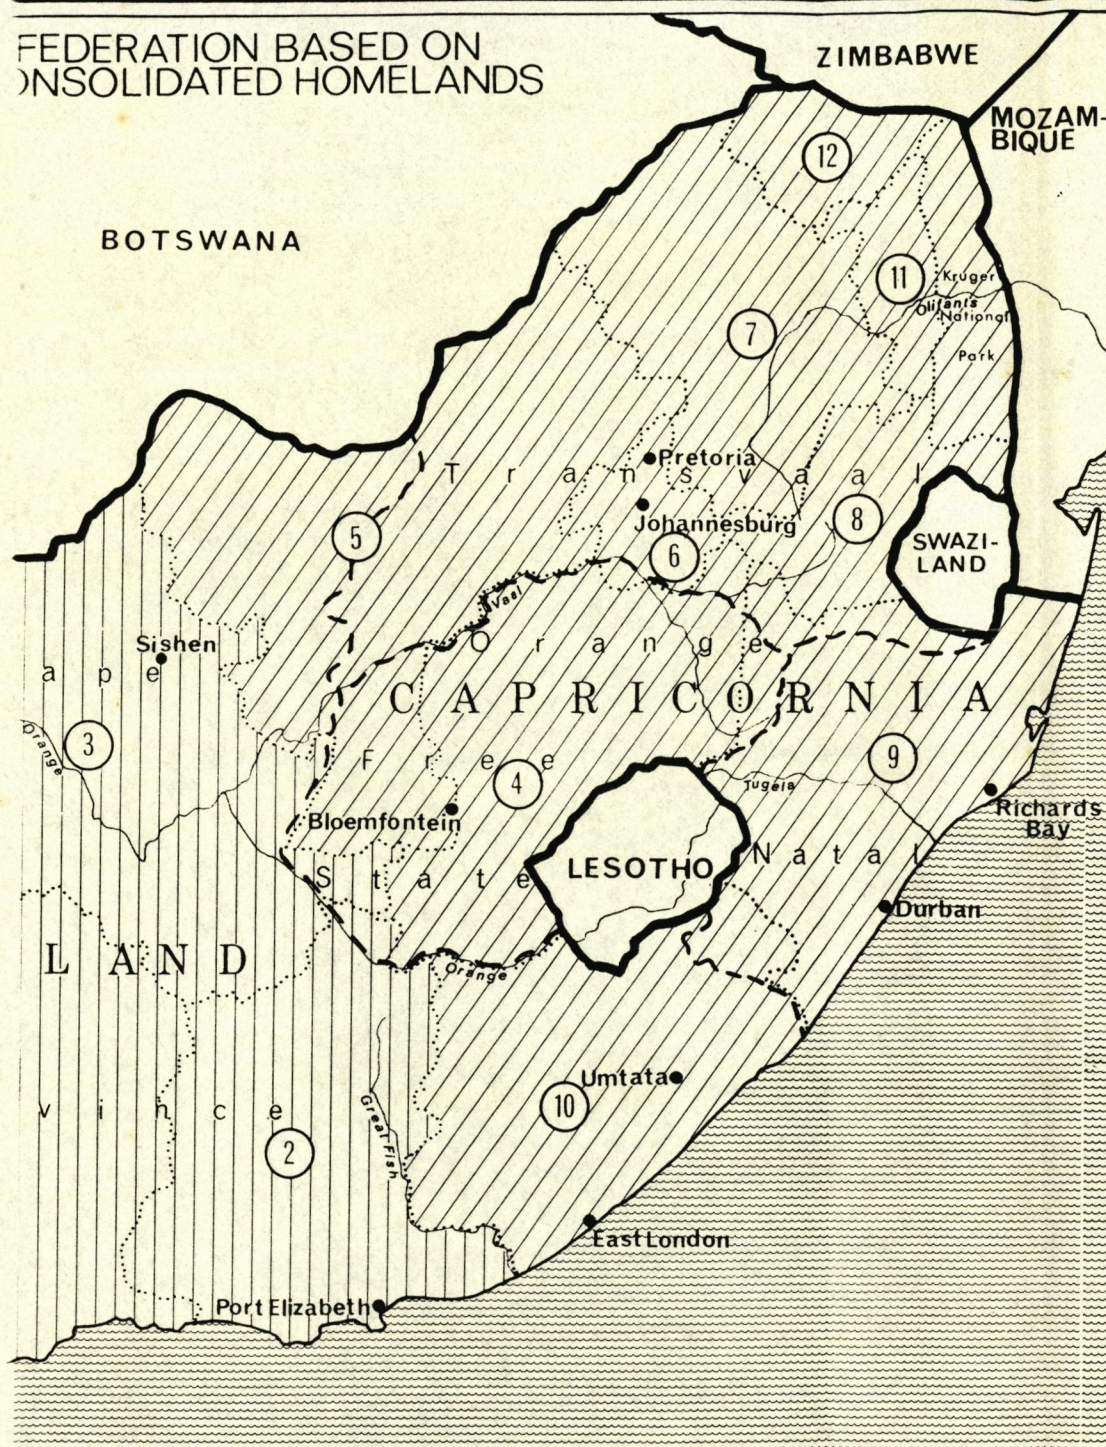 FEDERATION BASED ON
ONSOLIDATED HOMELANDS
ZIMBABWE
MOZAM-
BIQUE
BOTSWANA
12
11
Kruger
Olifants
National
Park
7
Pretoria
Transvaal
Johannesburg
5
8
6
SWAZI-
LAND
Vaal
Sishen
ape
Orange
CAPRICORNIA
Orange
3
Free
4
9
Tugela
Richards
Bay
Bloemfontein
Natal
LESOTHO
State
Durban
LAND
Orange
Umtata
10
vince
Great Fish
2
East London
Port Elizabeth